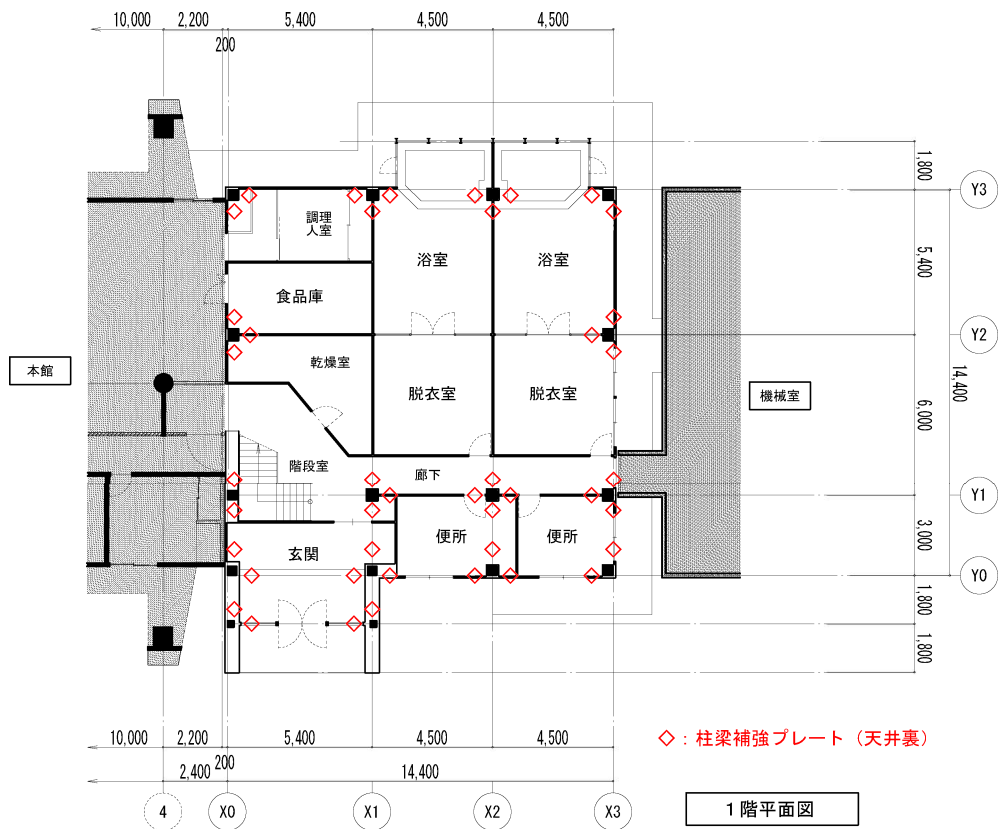 10,000
2,200
5,400
4,500
4,500
200
1,800
Y3
調理
人室
浴室
浴室
5,400
食品庫
Y2
乾燥室
本館
14,400
機械室
脱衣室
脱衣室
6,000
階段室
廊下
Y1
便所
便所
3,000
玄関
Y0
1,800
1,800
10,000
2,200
5,400
4,500
4,500
◇：柱梁補強プレート（天井裏）
200
2,400
14,400
4
X0
X1
X2
X3
1階平面図